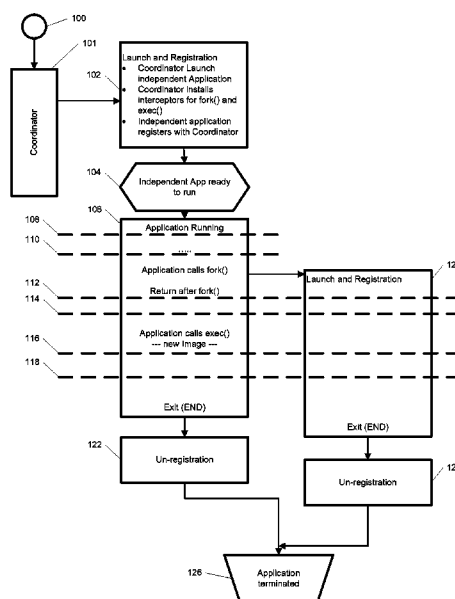 100
101
Coordinator
102
Launch and Registration
• Coordinator Launch
independent Application
• Coordinator Installs
interceptors for fork() and
exec()
• Independent application
registers with Coordinator
104
Independent App ready
to run
106
Application Running
108
.....
110
Application calls fork()
12
Launch and Registration
112
Return after fork()
114
Application calls exec()
--- new Image ---
116
118
Exit (END)
Exit (END)
122
Un-registration
12
Un-registration
126
Application
terminated